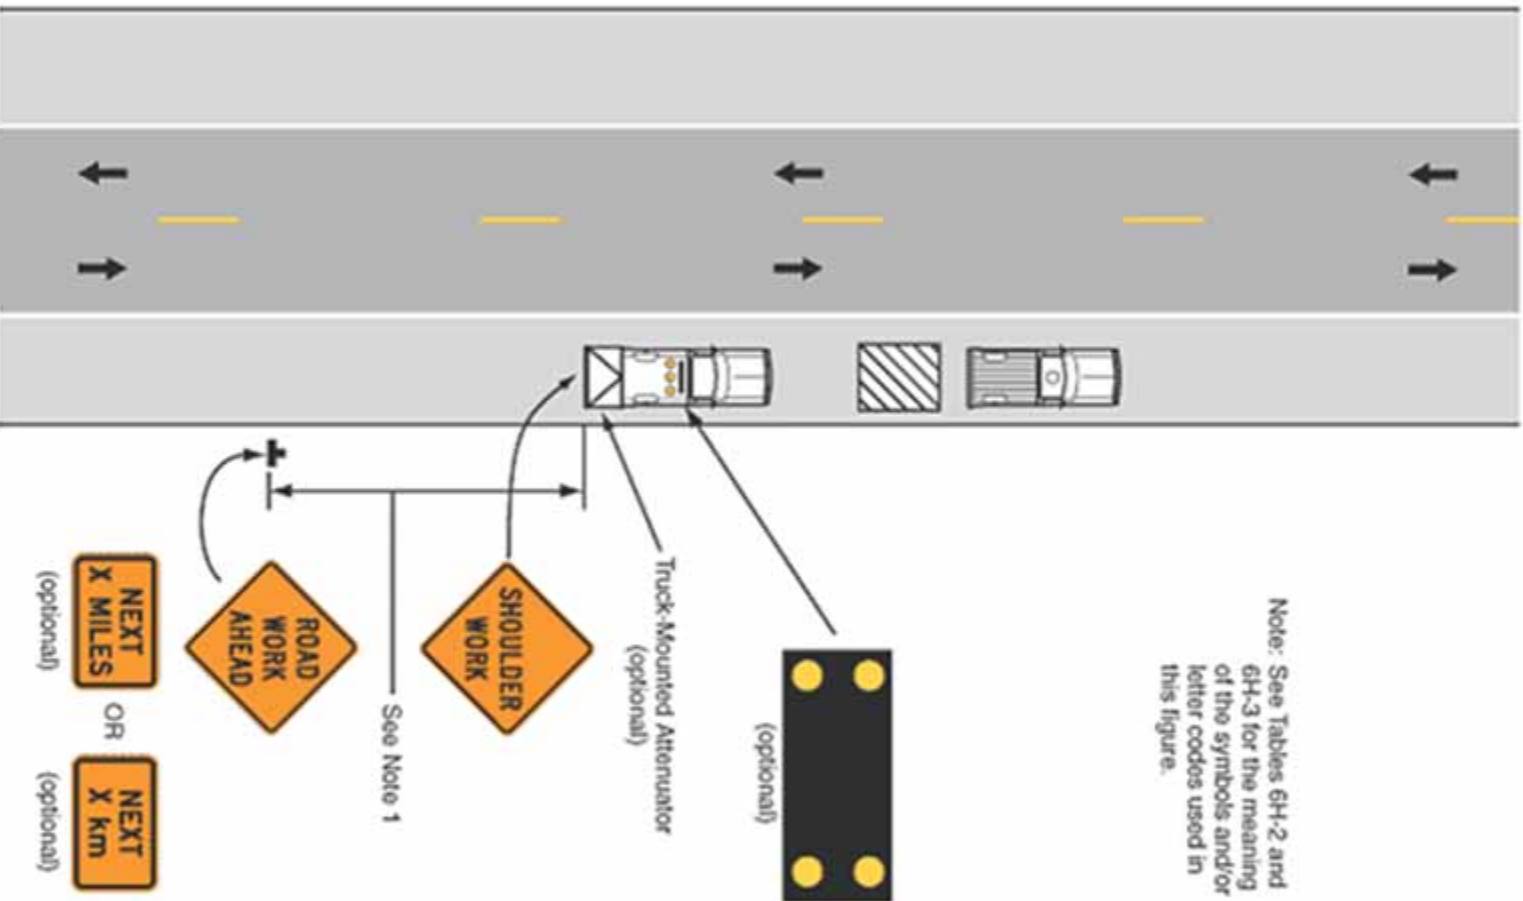 Note: See Tables 6H-2 and
6H-3 for the meaning
of the symbols and/or
letter codes used in
this figure.
(optional)
Truck-Mounted Attenuator
(optional)
SHOULDER
WORK
See Note 1
ROAD
WORK
AHEAD
NEXT
X MILES
(optional)
OR
NEXT
X km
(optional)